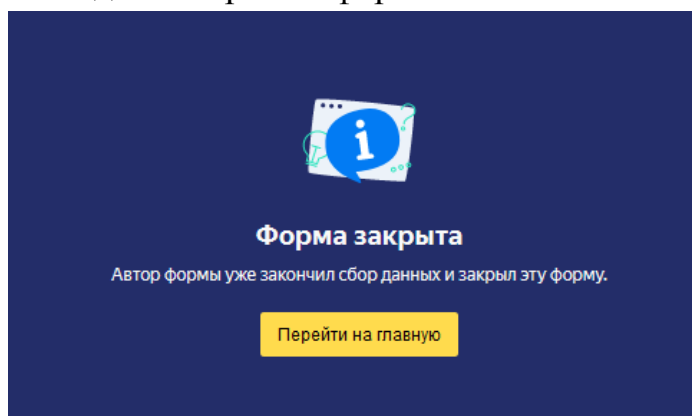 Форма закрыта
Автор формы уже закончил сбор данных и закрыл эту форму.
Перейти на главную